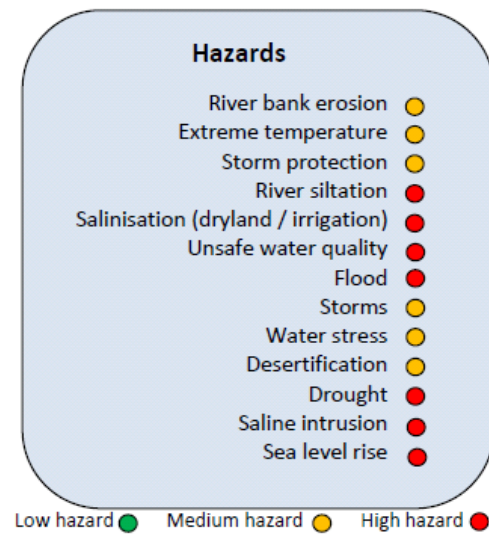 Hazards
River bank erosion
Extreme temperature
Storm protection
River siltation
Salinisation (dryland / irrigation)
Unsafe water quality
Flood
Storms
Water stress
Desertification
Drought
Saline intrusion
Sea level rise
Low hazard Medium hazard High hazard